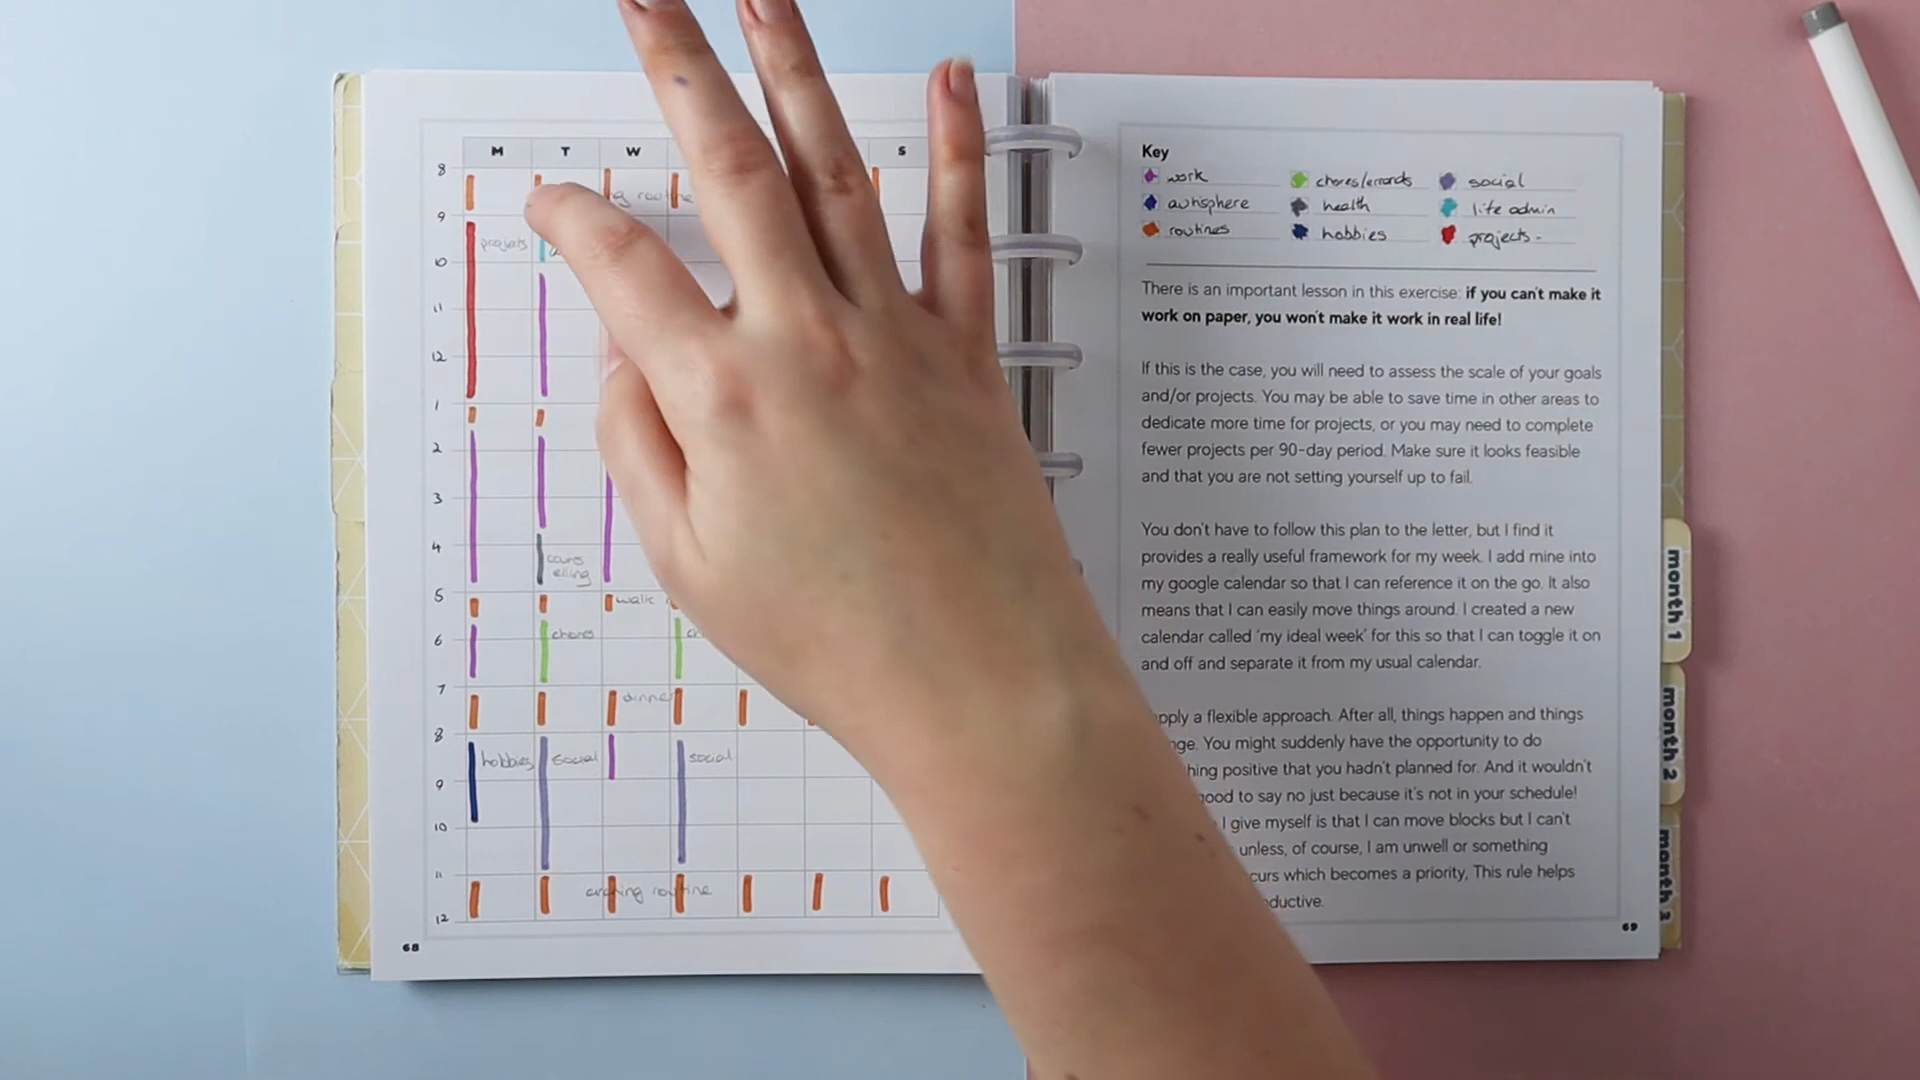 M T W S
8
routine
9
projects
10
11
12
1
2
3
4
couns
elling
5
walk
6
chores
7
dinner
8
hobbies social social
9
10
11
evening routine
12
68
Key
work chores/errands social
autisphere health life admin
routines hobbies projects.
There is an important lesson in this exercise: if you can't make it
work on paper, you won't make it work in real life!
If this is the case, you will need to assess the scale of your goals
and/or projects. You may be able to save time in other areas to
dedicate more time for projects, or you may need to complete
fewer projects per 90-day period. Make sure it looks feasible
and that you are not setting yourself up to fail.
You don't have to follow this plan to the letter, but I find it
provides a really useful framework for my week. I add mine into
my google calendar so that I can reference it on the go. It also
means that I can easily move things around. I created a new
calendar called 'my ideal week' for this so that I can toggle it on
and off and separate it from my usual calendar.
pply a flexible approach. After all, things happen and things
nge. You might suddenly have the opportunity to do
hing positive that you hadn't planned for. And it wouldn't
good to say no just because it's not in your schedule!
I give myself is that I can move blocks but I can't
unless, of course, I am unwell or something
curs which becomes a priority, This rule helps
ductive.
69
month 1
month 2
month 3